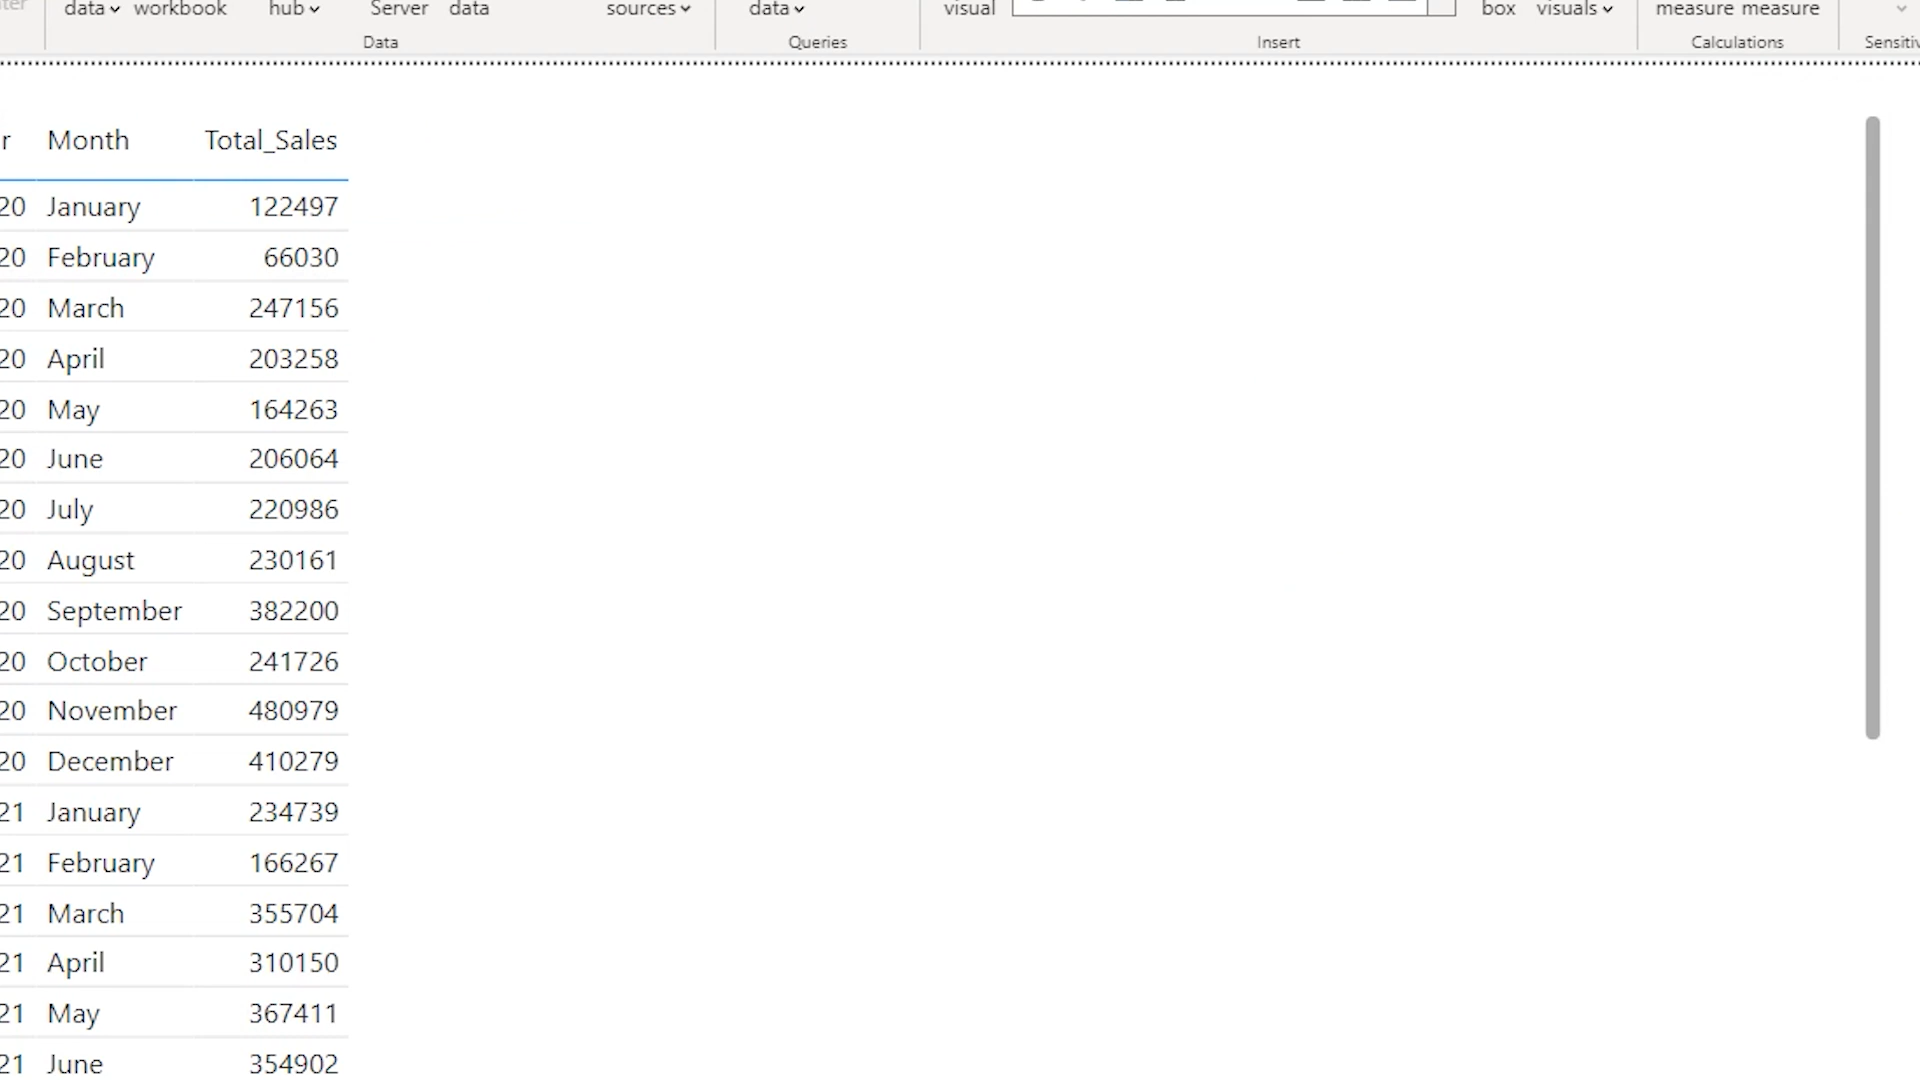 data workbook hub Server data sources data visual box visuals measure measure
Data Queries Insert Calculations Sensitiv
r Month Total_Sales
20 January 122497
20 February 66030
20 March 247156
20 April 203258
20 May 164263
20 June 206064
20 July 220986
20 August 230161
20 September 382200
20 October 241726
20 November 480979
20 December 410279
21 January 234739
21 February 166267
21 March 355704
21 April 310150
21 May 367411
21 June 354902